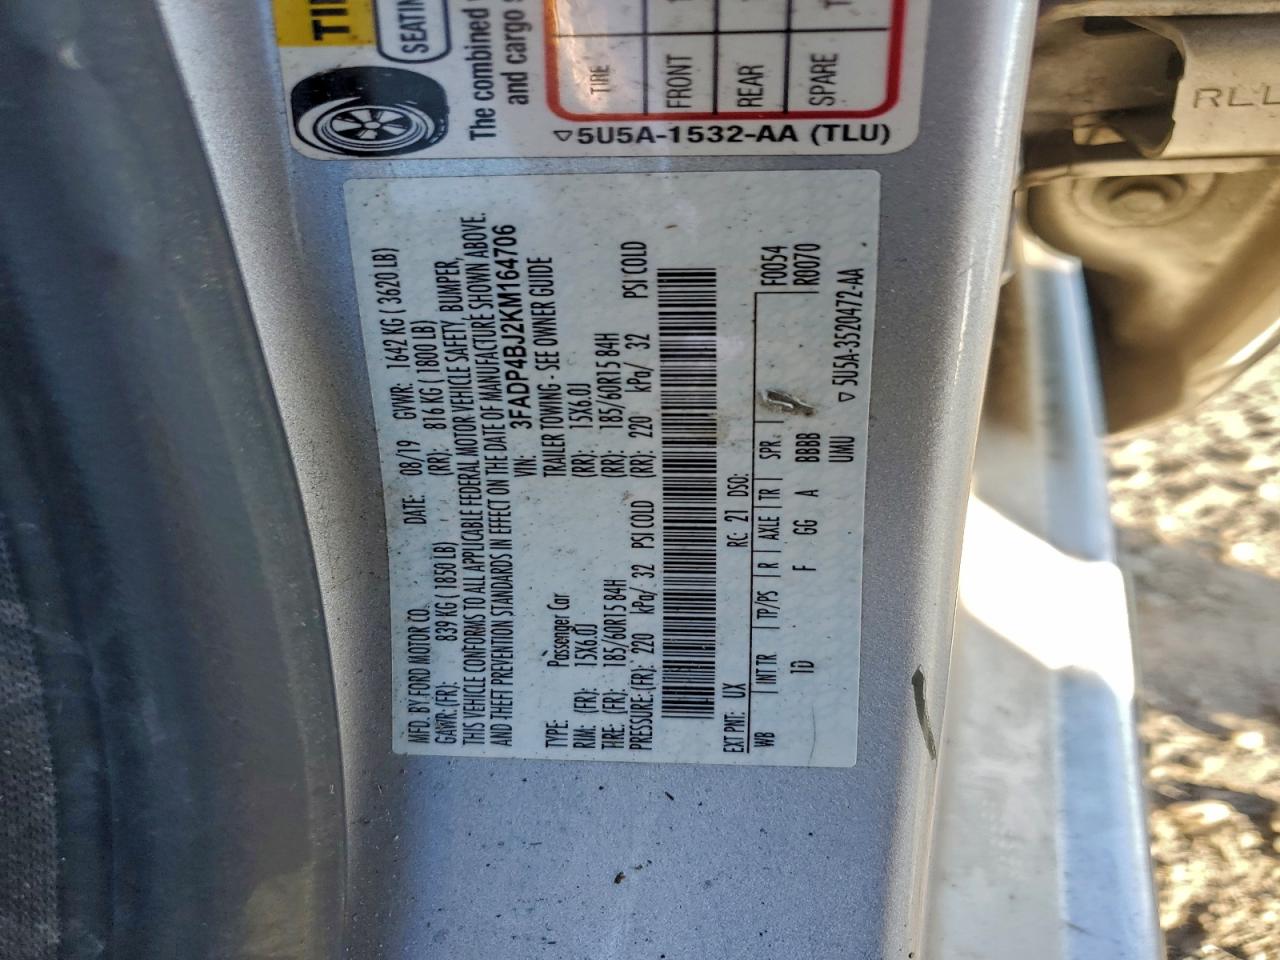 TIR
SEATIN
The combined
and cargo
TIRE
FRONT
REAR
SPARE
5U5A-1532-AA (TLU)
MFD. BY FORD MOTOR CO. DATE: 08/19 GVWR: 1642 KG ( 3620 LB)
GAWR: (FR): 839 KG ( 1850 LB) (RR): 816 KG ( 1800 LB)
THIS VEHICLE CONFORMS TO ALL APPLICABLE FEDERAL MOTOR VEHICLE SAFETY, BUMPER,
AND THEFT PREVENTION STANDARDS IN EFFECT ON THE DATE OF MANUFACTURE SHOWN ABOVE.
VIN: 3FADP4BJ2KM164706
TYPE: Passenger Car TRAILER TOWING - SEE OWNER GUIDE
RIM: (FR): 15X6.0J (RR): 15X6.0J
TIRE: (FR): 185/60R15 84H (RR): 185/60R15 84H
PRESSURE: (FR): 220 kPa/ 32 PSI COLD (RR): 220 kPa/ 32 PSI COLD
EXT PNT: UX RC: 21 DSO: F0054
WB INT TR TP/PS R AXLE TR SPR R0070
1D F GG A BBBB
UMU
5U5A-3520472-AA